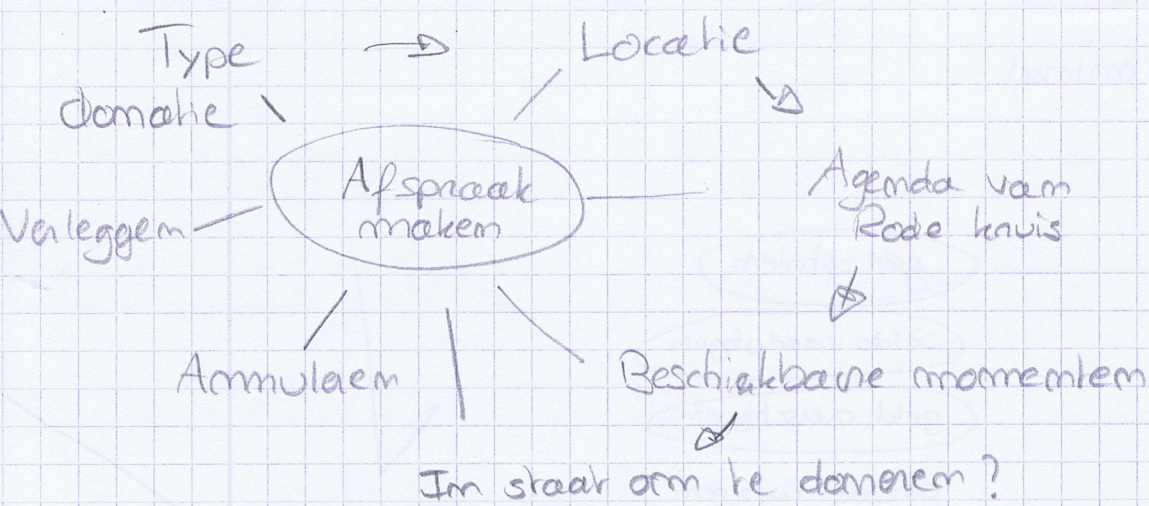 Type
donatie
Locatie
Afspraak
maken
Agenda van
Rode kruis
Verleggen
Annuleren
Beschikbare momenten
In staat om te doneren?